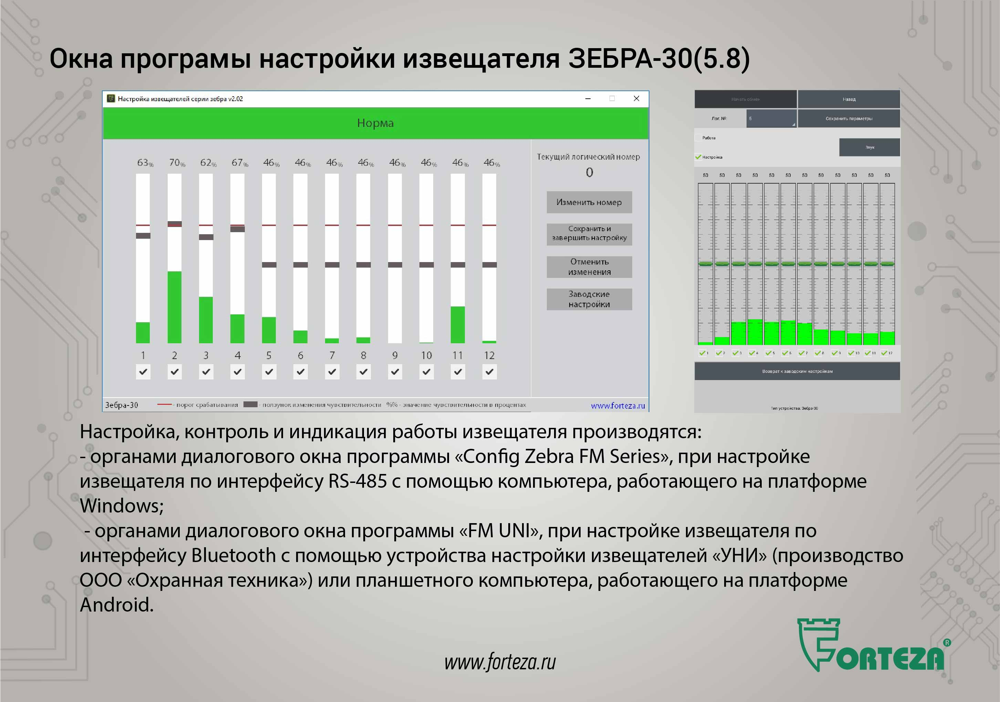 Окна програмы настройки извещателя ЗЕБРА-30(5.8)
Настройка извещателей серии зебра v2.02
Норма
63% 70% 62% 67% 46% 46% 46% 46% 46% 46% 46% 46%
1 2 3 4 5 6 7 8 9 10 11 12
Текущий логический номер
0
Изменить номер
Сохранить и
завершить настройку
Отменить
изменения
Заводские
настройки
Зебра-30
- порог срабатывания - ползунок изменения чувствительности %% - значение чувствительности в процентах
www.forteza.ru
Начать обмен
Назад
Лог. №:
5
Сохранить параметры
Работа
Звук
Настройка
50 50 50 50 50 50 50 50 50 50 50 50
1 2 3 4 5 6 7 8 9 10 11 12
Возврат к заводским настройкам
Тип устройства: Зебра-30
Настройка, контроль и индикация работы извещателя производятся:
- органами диалогового окна программы «Config Zebra FM Series», при настройке
извещателя по интерфейсу RS-485 с помощью компьютера, работающего на платформе
Windows;
- органами диалогового окна программы «FM UNI», при настройке извещателя по
интерфейсу Bluetooth с помощью устройства настройки извещателей «УНИ» (производство
ООО «Охранная техника») или планшетного компьютера, работающего на платформе
Android.
www.forteza.ru
FORTEZA®